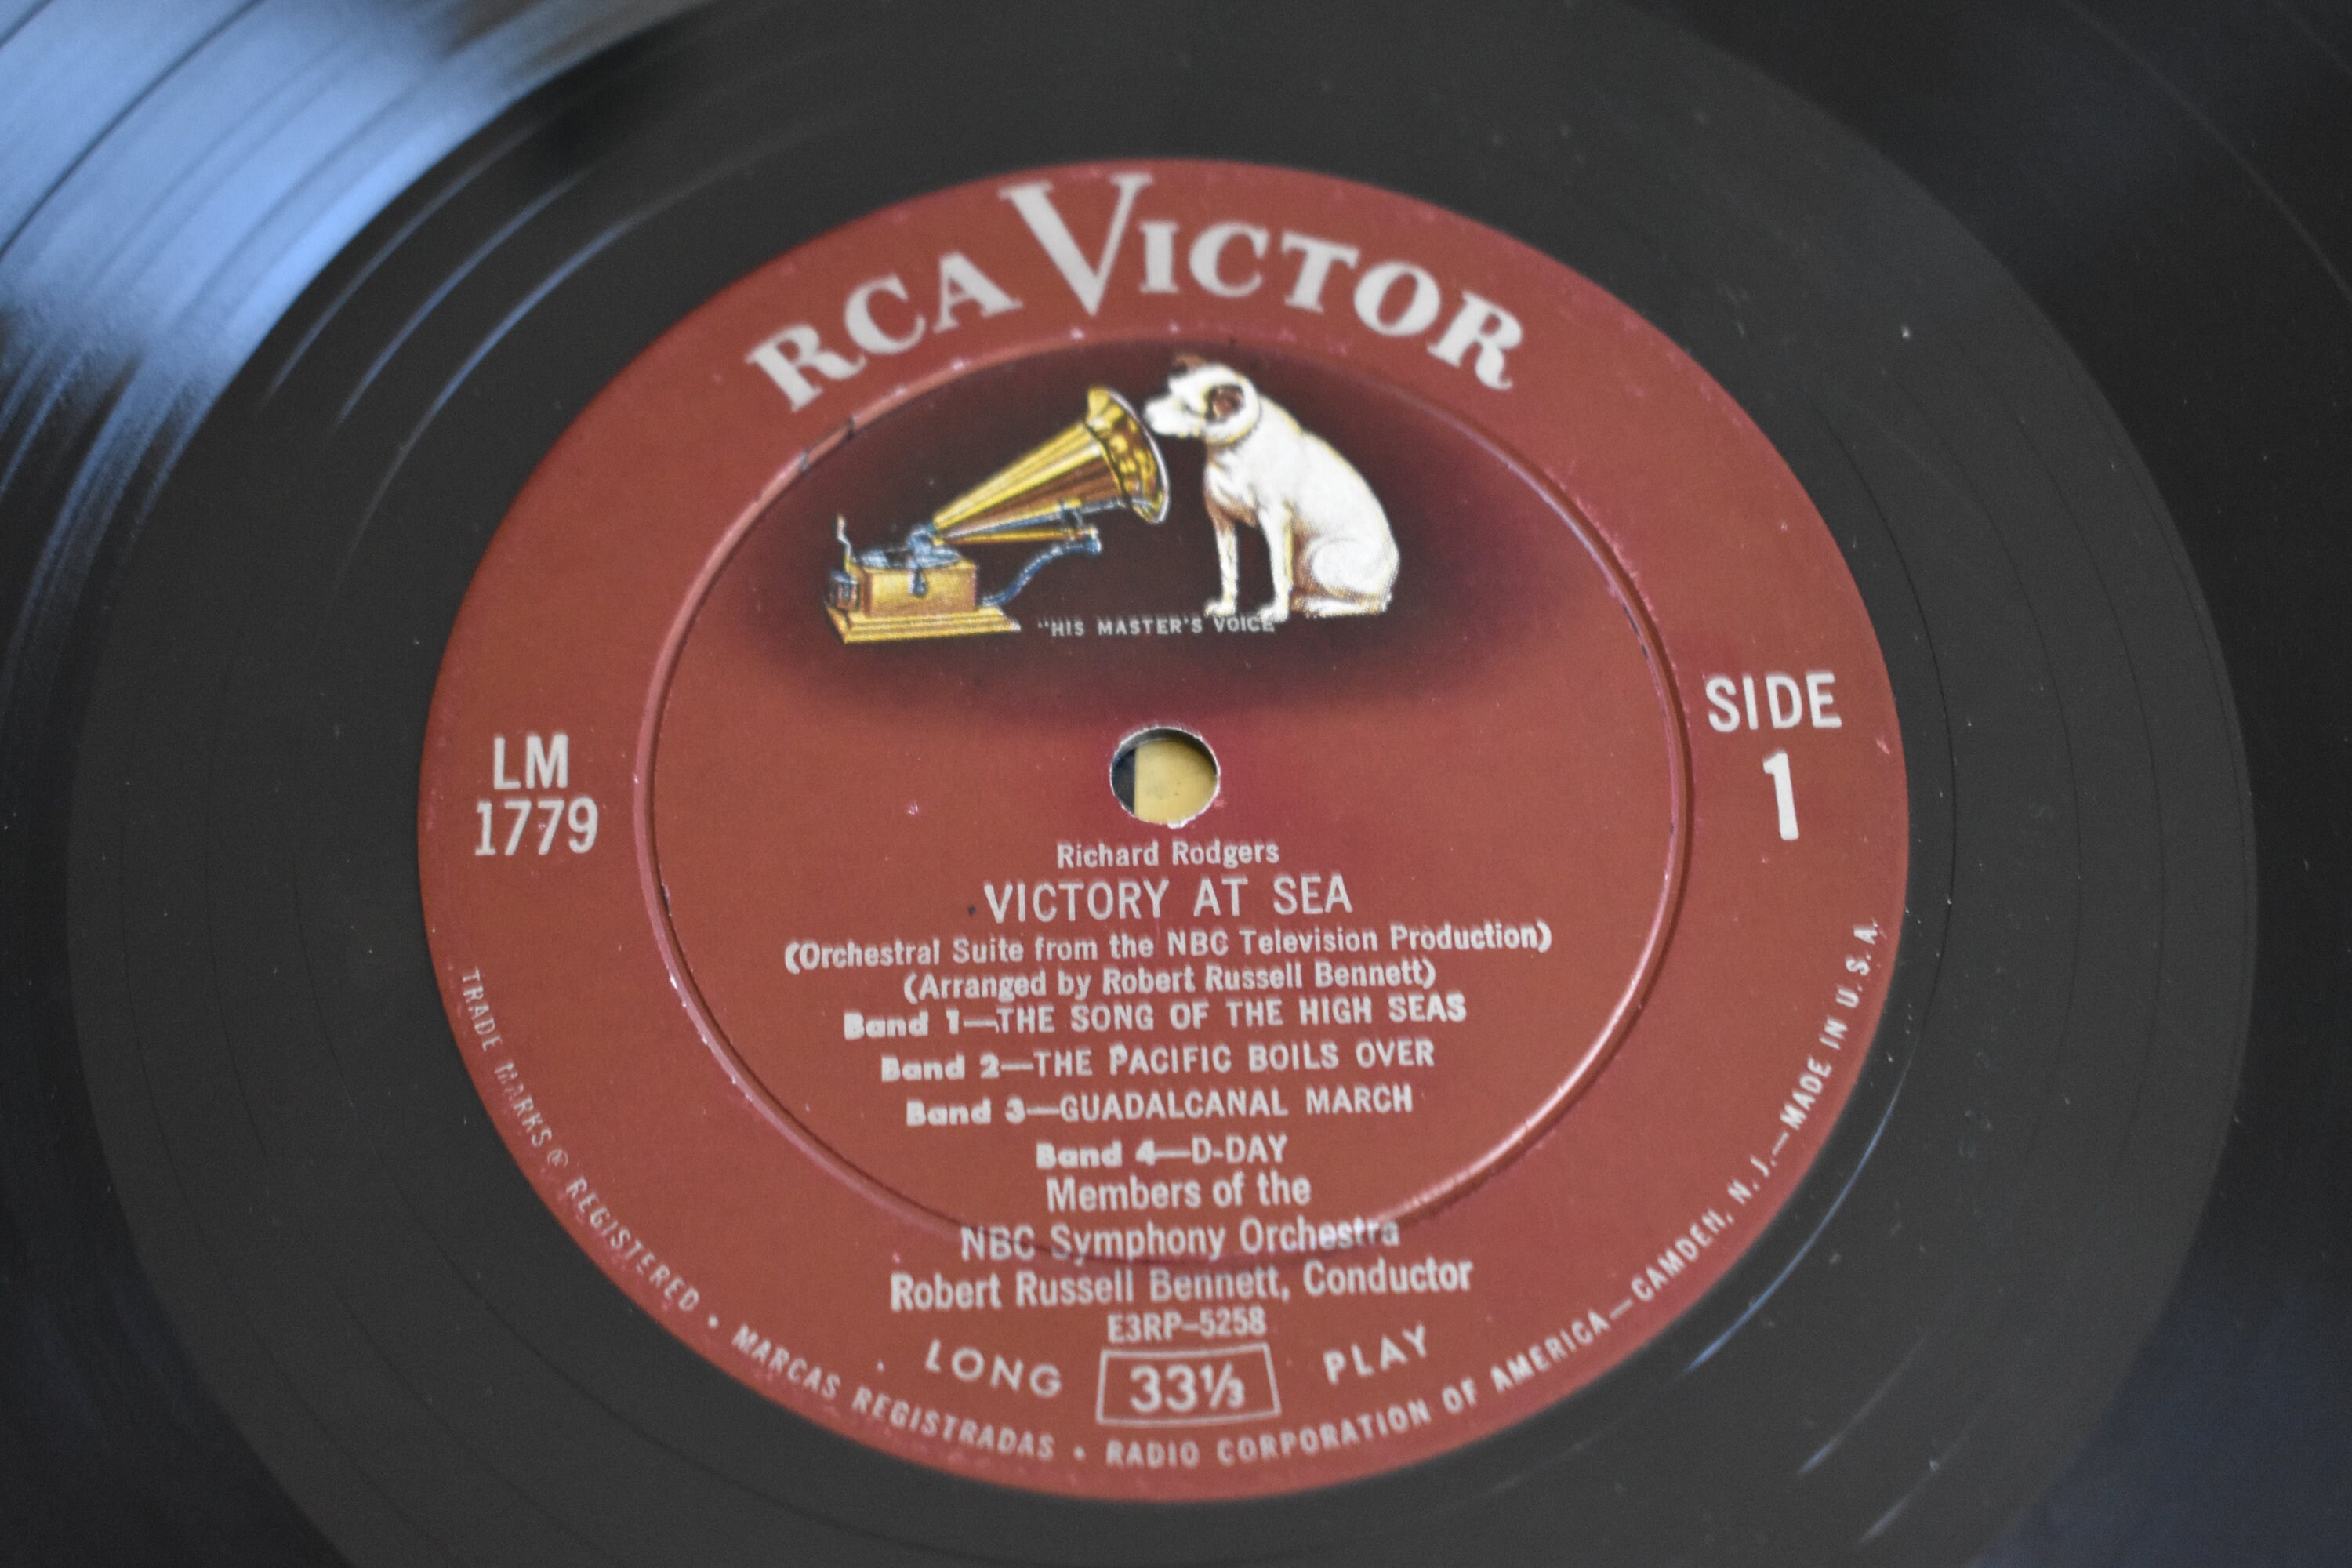 RCA VICTOR
"HIS MASTER'S VOICE"
LM
1779
SIDE
1
Richard Rodgers
VICTORY AT SEA
(Orchestral Suite from the NBC Television Production)
(Arranged by Robert Russell Bennett)
Band 1—THE SONG OF THE HIGH SEAS
Band 2—THE PACIFIC BOILS OVER
Band 3—GUADALCANAL MARCH
Band 4—D-DAY
Members of the
NBC Symphony Orchestra
Robert Russell Bennett, Conductor
E3RP-5258
LONG 33⅓ PLAY
TRADE MARKS ® REGISTERED • MARCAS REGISTRADAS • RADIO CORPORATION OF AMERICA—CAMDEN, N. J.—MADE IN U. S. A.